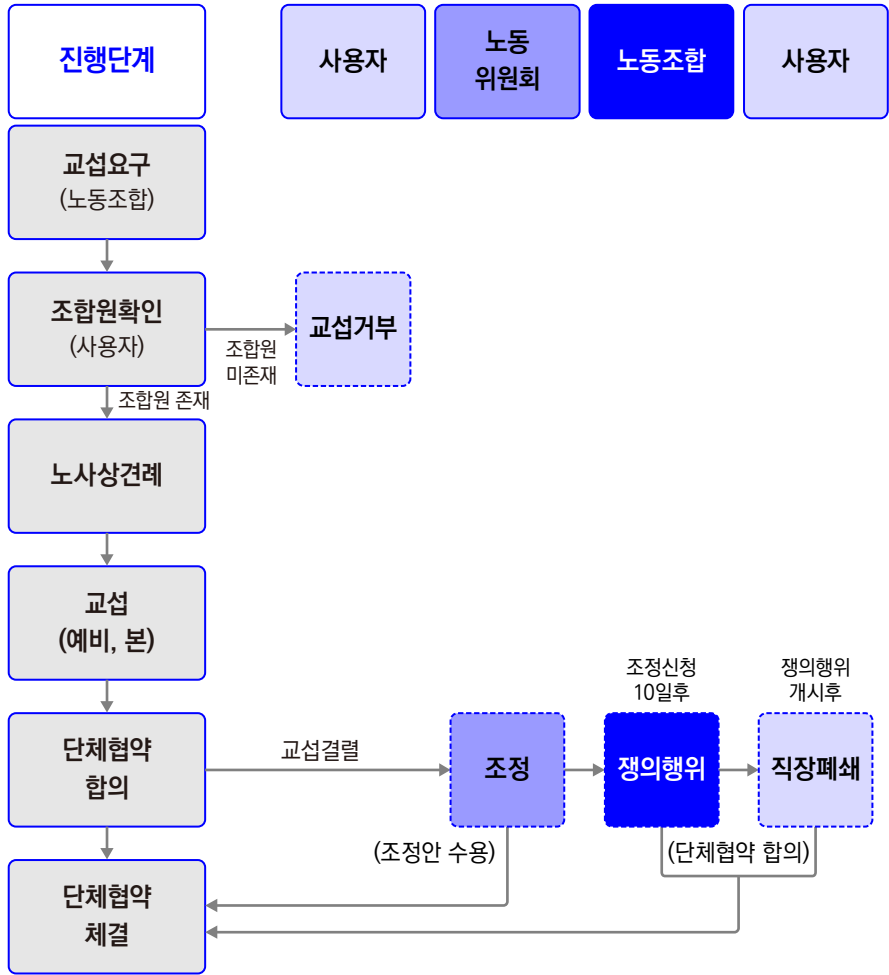 진행단계
사용자
노동
위원회
노동조합
사용자
교섭요구
(노동조합)
조합원확인
(사용자)
조합원
미존재
교섭거부
조합원 존재
노사상견례
교섭
(예비, 본)
조정신청
10일후
쟁의행위
개시후
단체협약
합의
교섭결렬
조정
쟁의행위
직장폐쇄
(조정안 수용)
(단체협약 합의)
단체협약
체결